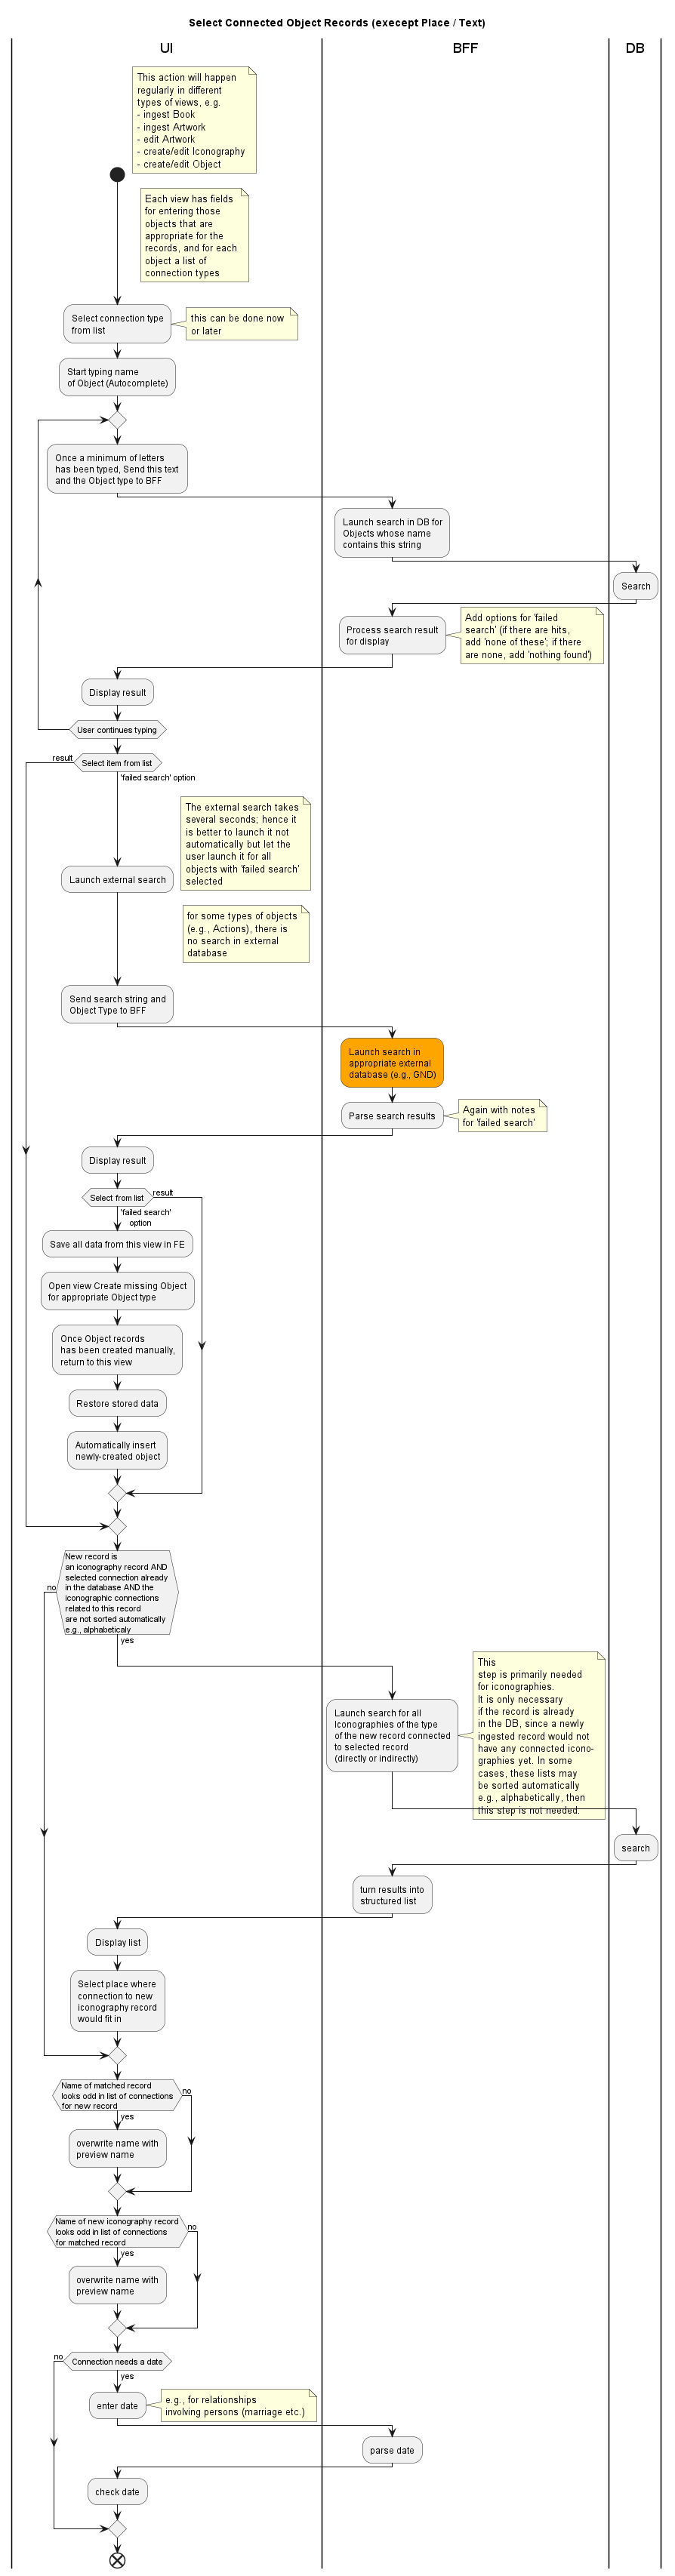 Select Connected Object Records (execept Place / Text)
UI
BFF
DB
This action will happen
regularly in different
types of views, e.g.
- ingest Book
- ingest Artwork
- edit Artwork
- create/edit Iconography
- create/edit Object
Each view has fields
for entering those
objects that are
appropriate for the
records, and for each
object a list of
connection types
Select connection type
from list
this can be done now
or later
Start typing name
of Object (Autocomplete)
Once a minimum of letters
has been typed, Send this text
and the Object type to BFF
Launch search in DB for
Objects whose name
contains this string
Search
Process search result
for display
Add options for 'failed
search' (if there are hits,
add 'none of these'; if there
are none, add 'nothing found')
Display result
User continues typing
result
Select item from list
'failed search' option
The external search takes
several seconds; hence it
is better to launch it not
automatically but let the
user launch it for all
objects with 'failed search'
selected
Launch external search
for some types of objects
(e.g., Actions), there is
no search in external
database
Send search string and
Object Type to BFF
Launch search in
appropriate external
database (e.g., GND)
Parse search results
Again with notes
for 'failed search'
Display result
Select from list
result
'failed search'
option
Save all data from this view in FE
Open view Create missing Object
for appropriate Object type
Once Object records
has been created manually,
return to this view
Restore stored data
Automatically insert
newly-created object
New record is
an iconography record AND
selected connection already
in the database AND the
iconographic connections
related to this record
are not sorted automatically
e.g., alphabeticaly
no
yes
Launch search for all
Iconographies of the type
of the new record connected
to selected record
(directly or indirectly)
This
step is primarily needed
for iconographies.
It is only necessary
if the record is already
in the DB, since a newly
ingested record would not
have any connected icono-
graphies yet. In some
cases, these lists may
be sorted automatically
e.g., alphabetically, then
this step is not needed.
search
turn results into
structured list
Display list
Select place where
connection to new
iconography record
would fit in
Name of matched record
looks odd in list of connections
for new record
no
yes
overwrite name with
preview name
Name of new iconography record
looks odd in list of connections
for matched record
no
yes
overwrite name with
preview name
no
Connection needs a date
yes
enter date
e.g., for relationships
involving persons (marriage etc.)
parse date
check date